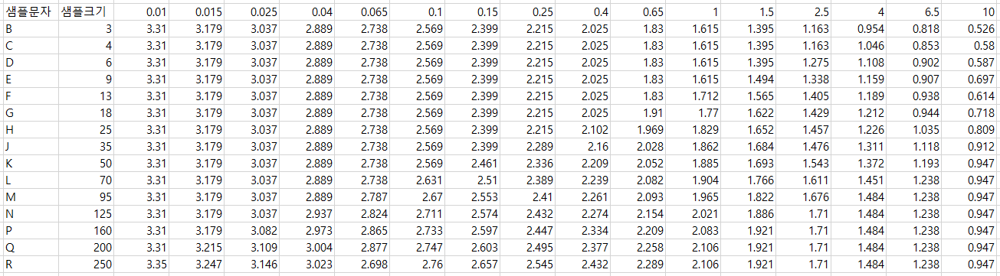 샘플문자 샘플크기 0.01 0.015 0.025 0.04 0.065 0.1 0.15 0.25 0.4 0.65 1 1.5 2.5 4 6.5 10
B 3 3.31 3.179 3.037 2.889 2.738 2.569 2.399 2.215 2.025 1.83 1.615 1.395 1.163 0.954 0.818 0.526
C 4 3.31 3.179 3.037 2.889 2.738 2.569 2.399 2.215 2.025 1.83 1.615 1.395 1.163 1.046 0.853 0.58
D 6 3.31 3.179 3.037 2.889 2.738 2.569 2.399 2.215 2.025 1.83 1.615 1.395 1.275 1.108 0.902 0.587
E 9 3.31 3.179 3.037 2.889 2.738 2.569 2.399 2.215 2.025 1.83 1.615 1.494 1.338 1.159 0.907 0.697
F 13 3.31 3.179 3.037 2.889 2.738 2.569 2.399 2.215 2.025 1.83 1.712 1.565 1.405 1.189 0.938 0.614
G 18 3.31 3.179 3.037 2.889 2.738 2.569 2.399 2.215 2.025 1.91 1.77 1.622 1.429 1.212 0.944 0.718
H 25 3.31 3.179 3.037 2.889 2.738 2.569 2.399 2.215 2.102 1.969 1.829 1.652 1.457 1.226 1.035 0.809
J 35 3.31 3.179 3.037 2.889 2.738 2.569 2.399 2.289 2.16 2.028 1.862 1.684 1.476 1.311 1.118 0.912
K 50 3.31 3.179 3.037 2.889 2.738 2.569 2.461 2.336 2.209 2.052 1.885 1.693 1.543 1.372 1.193 0.947
L 70 3.31 3.179 3.037 2.889 2.738 2.631 2.51 2.389 2.239 2.082 1.904 1.766 1.611 1.451 1.238 0.947
M 95 3.31 3.179 3.037 2.889 2.787 2.67 2.553 2.41 2.261 2.093 1.965 1.822 1.676 1.484 1.238 0.947
N 125 3.31 3.179 3.037 2.937 2.824 2.711 2.574 2.432 2.274 2.154 2.021 1.886 1.71 1.484 1.238 0.947
P 160 3.31 3.179 3.082 2.973 2.865 2.733 2.597 2.447 2.334 2.209 2.083 1.921 1.71 1.484 1.238 0.947
Q 200 3.31 3.215 3.109 3.004 2.877 2.747 2.603 2.495 2.377 2.258 2.106 1.921 1.71 1.484 1.238 0.947
R 250 3.35 3.247 3.146 3.023 2.698 2.76 2.657 2.545 2.432 2.289 2.106 1.921 1.71 1.484 1.238 0.947